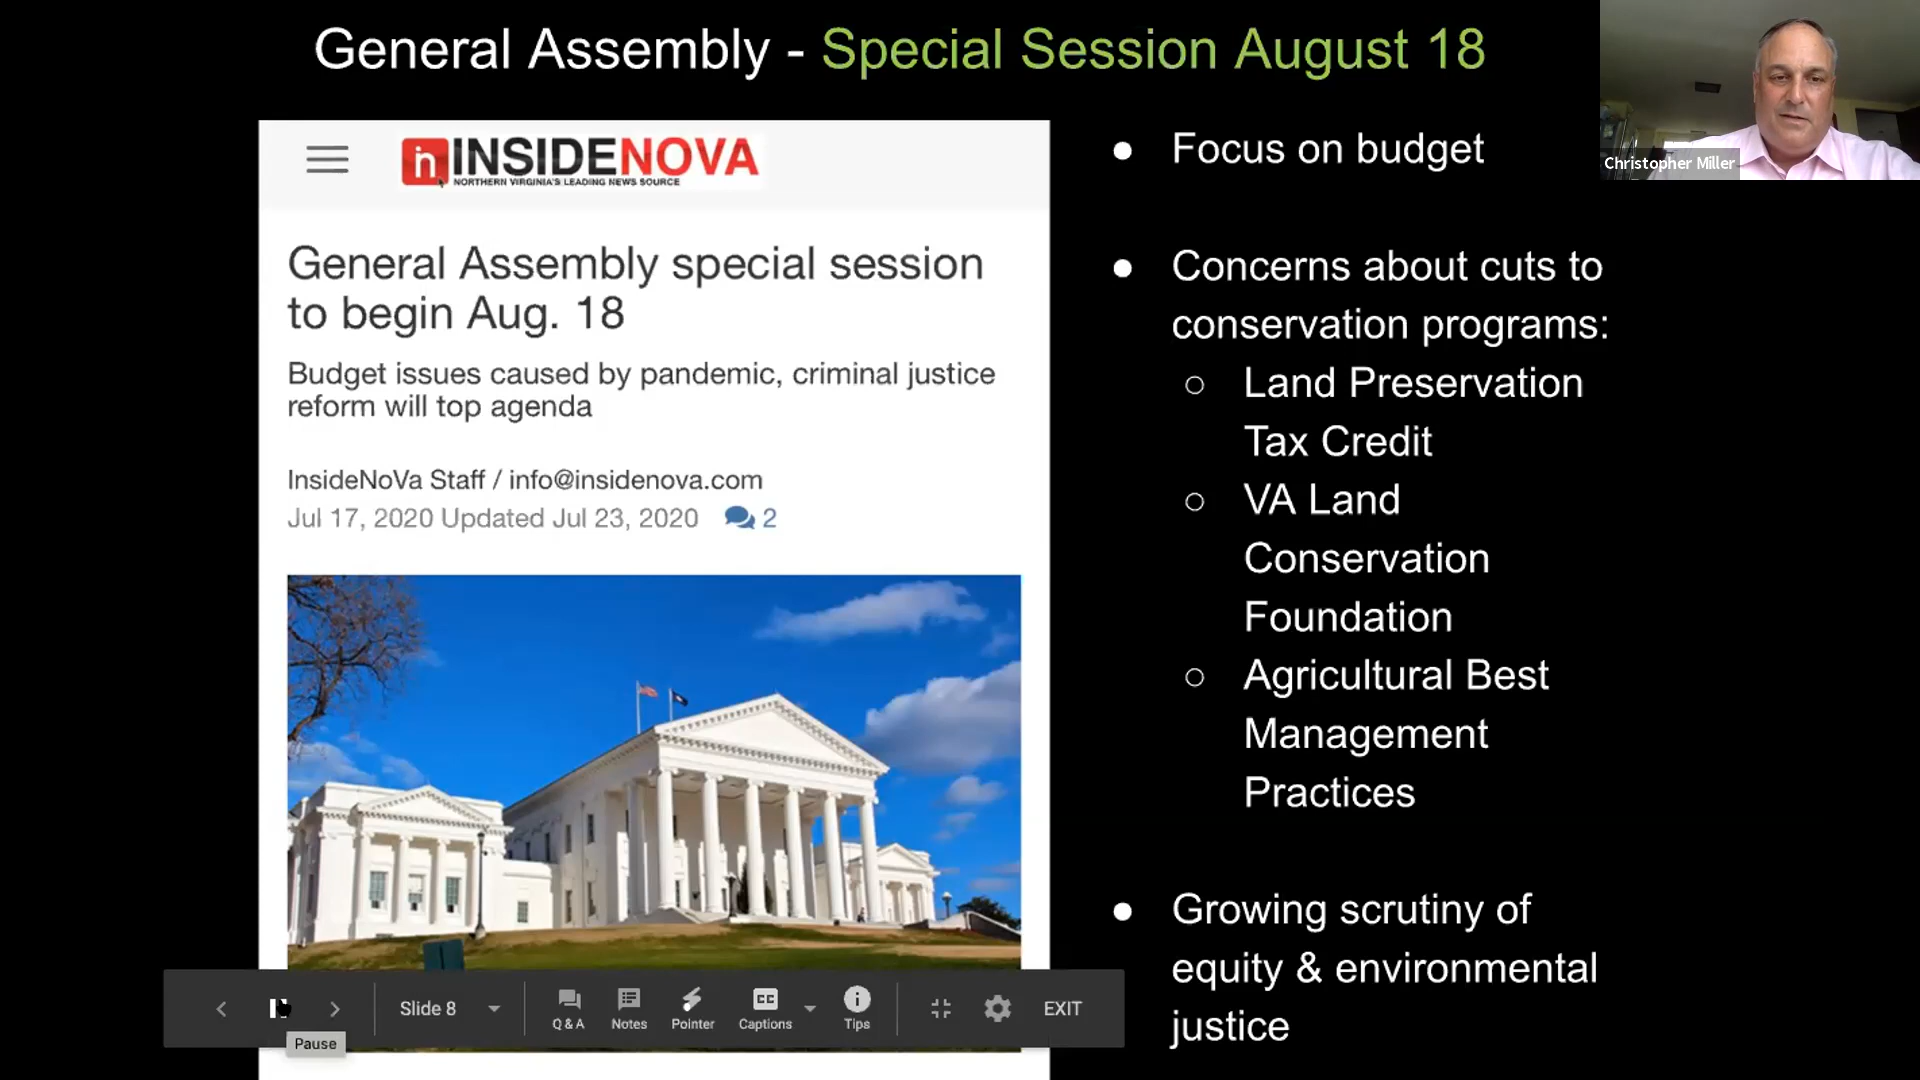 General Assembly - Special Session August 18
Christopher Miller
in INSIDENOVA
NORTHERN VIRGINIA'S LEADING NEWS SOURCE
General Assembly special session
to begin Aug. 18
Budget issues caused by pandemic, criminal justice
reform will top agenda
InsideNoVa Staff / info@insidenova.com
Jul 17, 2020 Updated Jul 23, 2020 2
● Focus on budget
● Concerns about cuts to
conservation programs:
○ Land Preservation
Tax Credit
○ VA Land
Conservation
Foundation
○ Agricultural Best
Management
Practices
● Growing scrutiny of
equity & environmental
justice
Slide 8
Q & A
Notes
Pointer
CC
Captions
Tips
EXIT
Pause